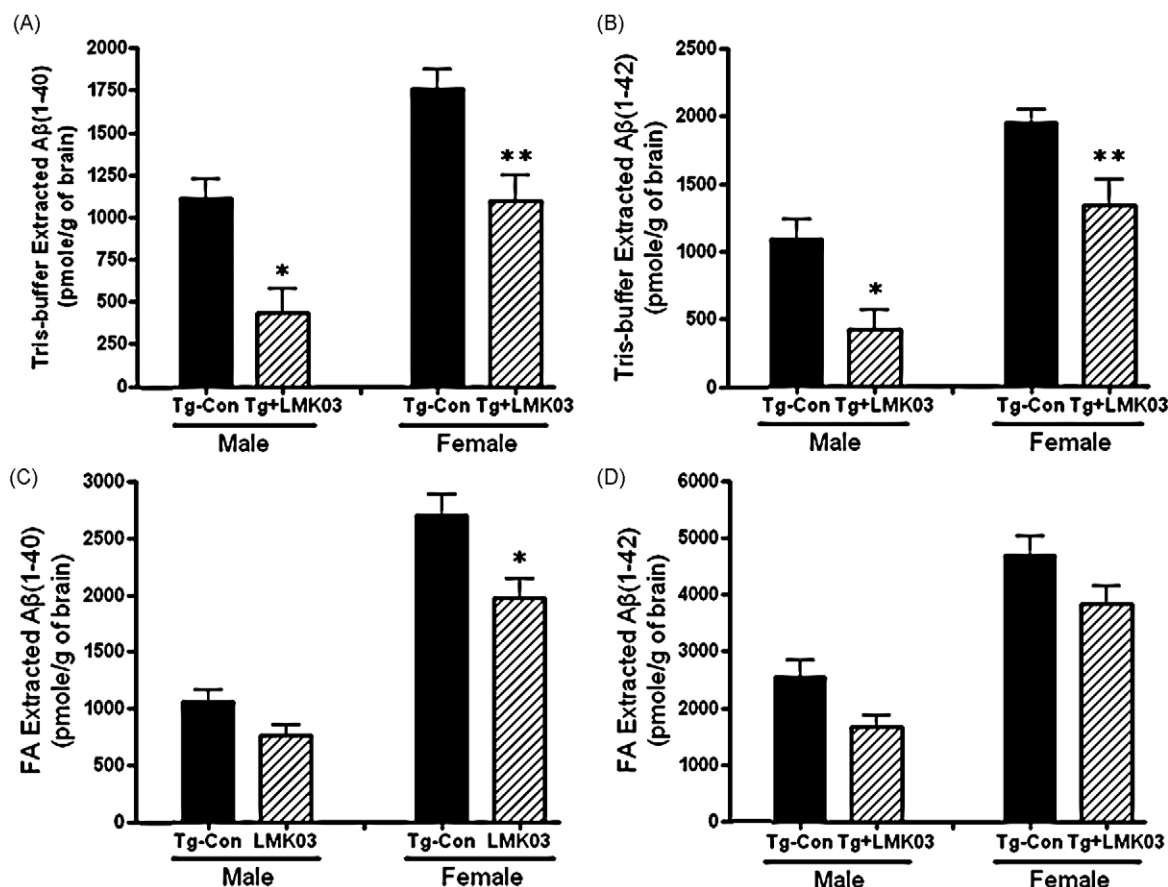 (A)
Tris-buffer Extracted Aβ(1-40)
(pmole/g of brain)
2000
1750
1500
1250
1000
750
500
250
0
*
**
Tg-Con Tg+LMK03 Tg-Con Tg+LMK03
Male Female
(B)
Tris-buffer Extracted Aβ(1-42)
(pmole/g of brain)
2500
2000
1500
1000
500
0
*
**
Tg-Con Tg+LMK03 Tg-Con Tg+LMK03
Male Female
(C)
FA Extracted Aβ(1-40)
(pmole/g of brain)
3000
2500
2000
1500
1000
500
0
*
Tg-Con LMK03 Tg-Con LMK03
Male Female
(D)
FA Extracted Aβ(1-42)
(pmole/g of brain)
6000
5000
4000
3000
2000
1000
0
Tg-Con Tg+LMK03 Tg-Con Tg+LMK03
Male Female